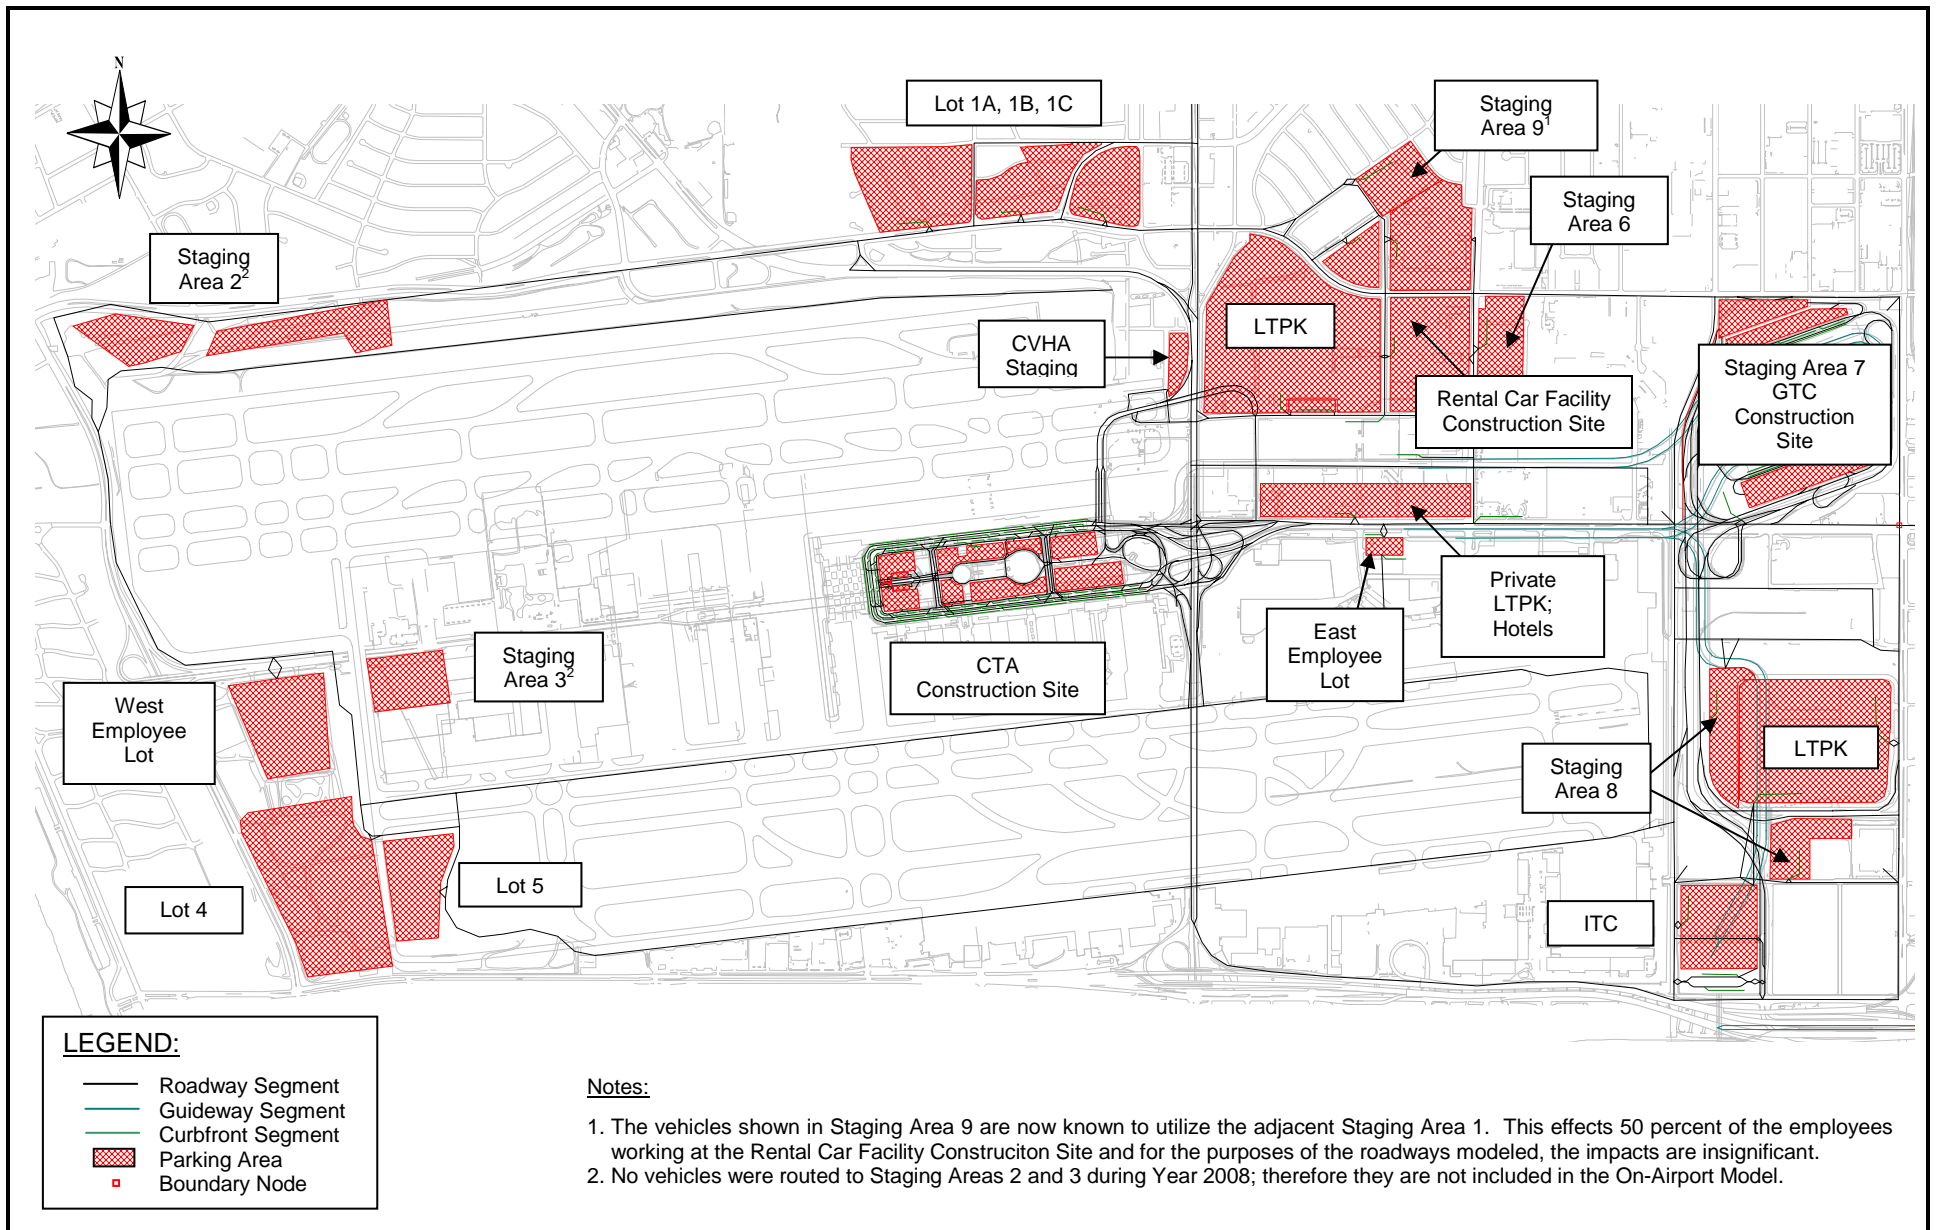 N
Lot 1A, 1B, 1C
Staging
Area 9¹
Staging
Area 6
Staging
Area 2²
LTPK
CVHA
Staging
Rental Car Facility
Construction Site
Staging Area 7
GTC
Construction
Site
Private
LTPK;
Hotels
East
Employee
Lot
CTA
Construction Site
Staging
Area 3²
West
Employee
Lot
LTPK
Staging
Area 8
Lot 5
Lot 4
ITC
LEGEND:
Roadway Segment
Guideway Segment
Curbfront Segment
Parking Area
Boundary Node
Notes:
1. The vehicles shown in Staging Area 9 are now known to utilize the adjacent Staging Area 1. This effects 50 percent of the employees
working at the Rental Car Facility Construciton Site and for the purposes of the roadways modeled, the impacts are insignificant.
2. No vehicles were routed to Staging Areas 2 and 3 during Year 2008; therefore they are not included in the On-Airport Model.